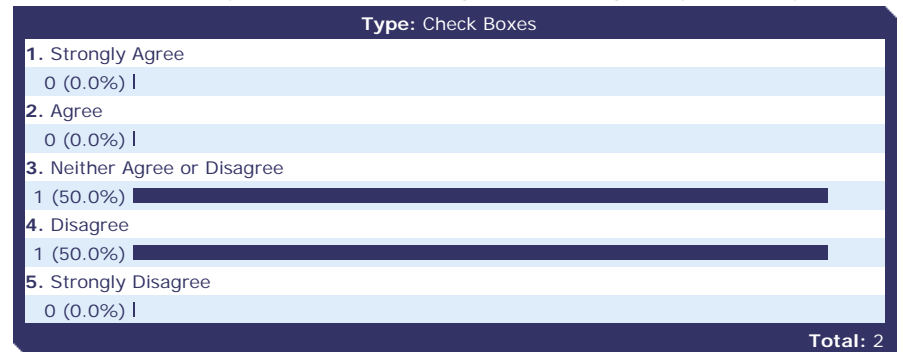 Type: Check Boxes
1. Strongly Agree
0 (0.0%)
2. Agree
0 (0.0%)
3. Neither Agree or Disagree
1 (50.0%)
4. Disagree
1 (50.0%)
5. Strongly Disagree
0 (0.0%)
Total: 2